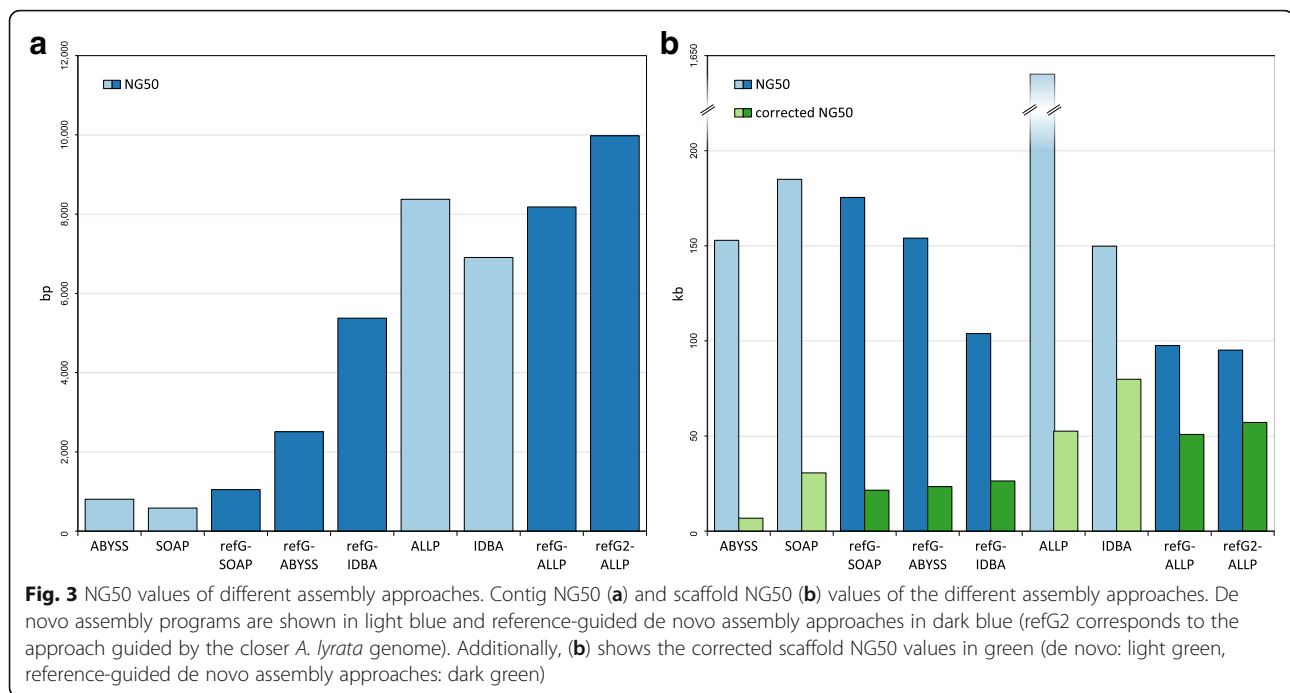 a
12,000
10,000
8,000
6,000
4,000
2,000
0
bp
NG50
ABYSS
SOAP
refG-
SOAP
refG-
ABYSS
refG-
IDBA
ALLP
IDBA
refG-
ALLP
refG2-
ALLP
b
1,650
200
150
100
50
0
kb
NG50
corrected NG50
ABYSS
SOAP
refG-
SOAP
refG-
ABYSS
refG-
IDBA
ALLP
IDBA
refG-
ALLP
refG2-
ALLP
Fig. 3 NG50 values of different assembly approaches. Contig NG50 (a) and scaffold NG50 (b) values of the different assembly approaches. De
novo assembly programs are shown in light blue and reference-guided de novo assembly approaches in dark blue (refG2 corresponds to the
approach guided by the closer A. lyrata genome). Additionally, (b) shows the corrected scaffold NG50 values in green (de novo: light green,
reference-guided de novo assembly approaches: dark green)